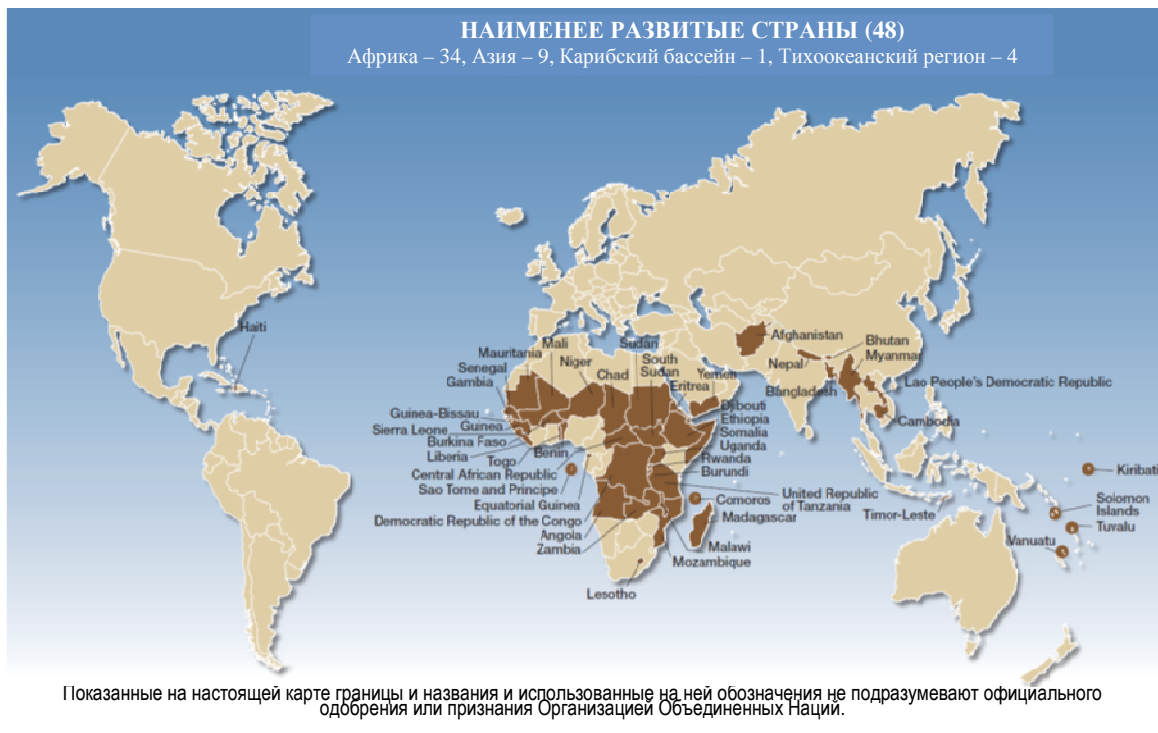 НАИМЕНЕЕ РАЗВИТЫЕ СТРАНЫ (48)
Африка – 34, Азия – 9, Карибский бассейн – 1, Тихоокеанский регион – 4
Haiti
Mali
Sudan
Mauritania
Niger
South
Sudan
Senegal
Chad
Yemen
Gambia
Eritrea
Afghanistan
Bhutan
Nepal
Myanmar
Bangladesh
Lao People's Democratic Republic
Cambodia
Guinea-Bissau
Guinea
Sierra Leone
Burkina Faso
Liberia
Togo
Benin
Central African Republic
Sao Tome and Principe
Equatorial Guinea
Democratic Republic of the Congo
Angola
Zambia
Lesotho
Djibouti
Ethiopia
Somalia
Uganda
Rwanda
Burundi
United Republic
of Tanzania
Comoros
Madagascar
Malawi
Mozambique
Timor-Leste
Kiribati
Solomon
Islands
Tuvalu
Vanuatu
Показанные на настоящей карте границы и названия и использованные на ней обозначения не подразумевают официального
одобрения или признания Организацией Объединенных Наций.